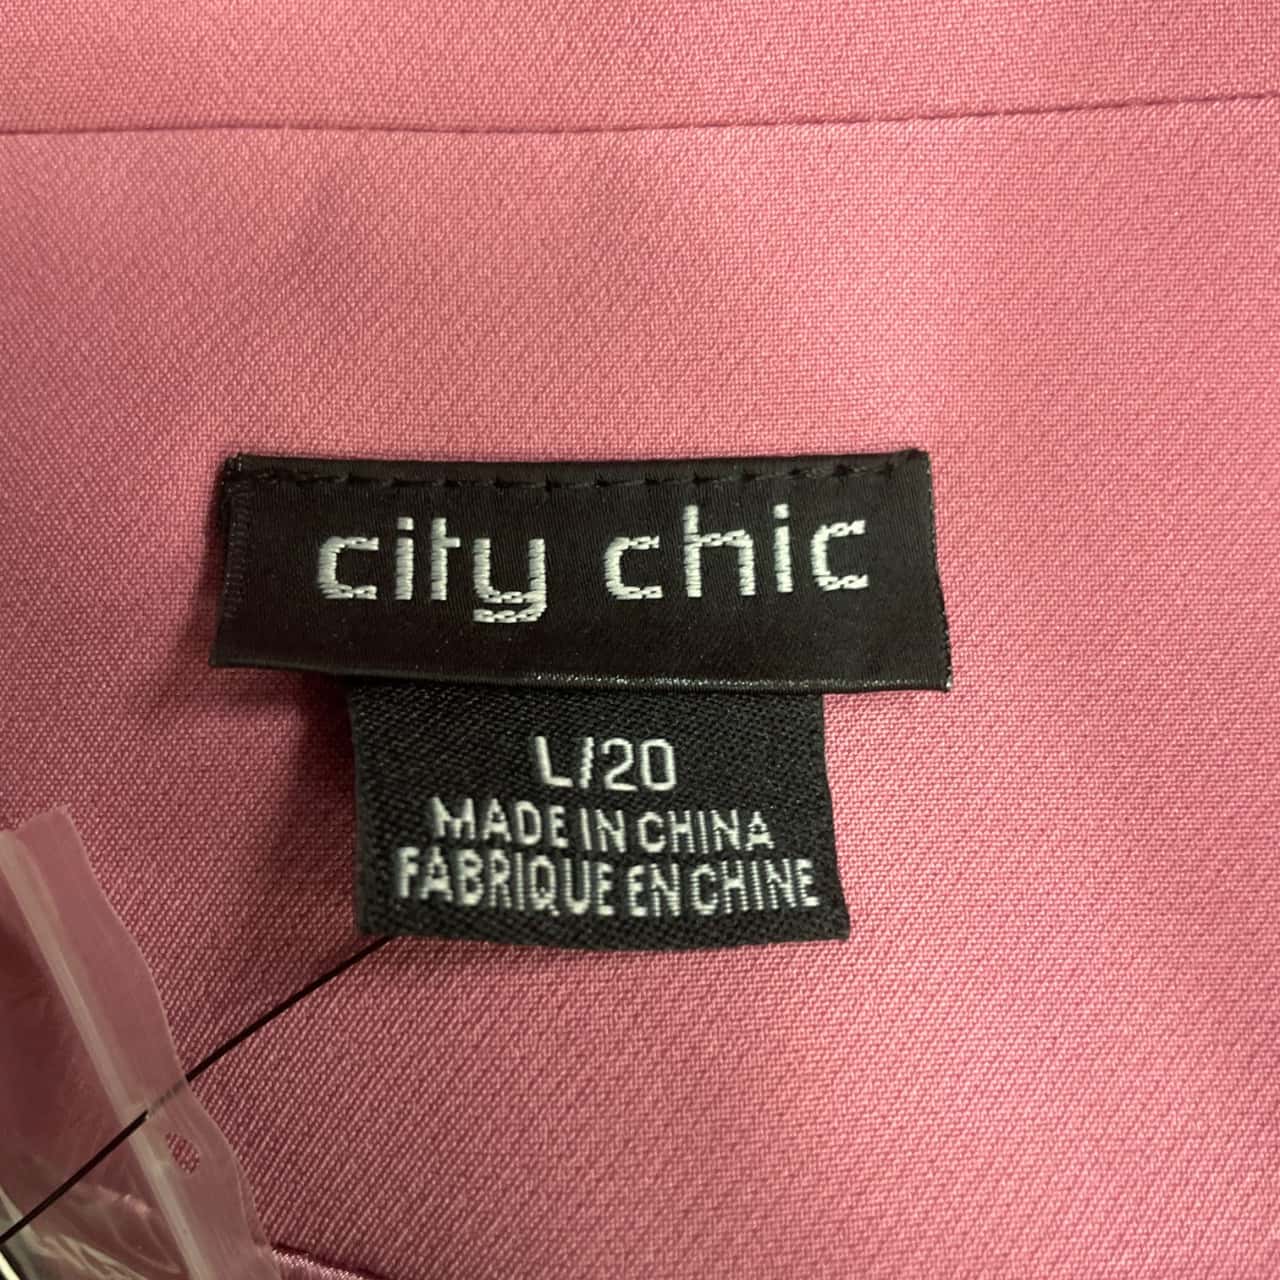 city chic
L/20
MADE IN CHINA
FABRIQUE EN CHINE